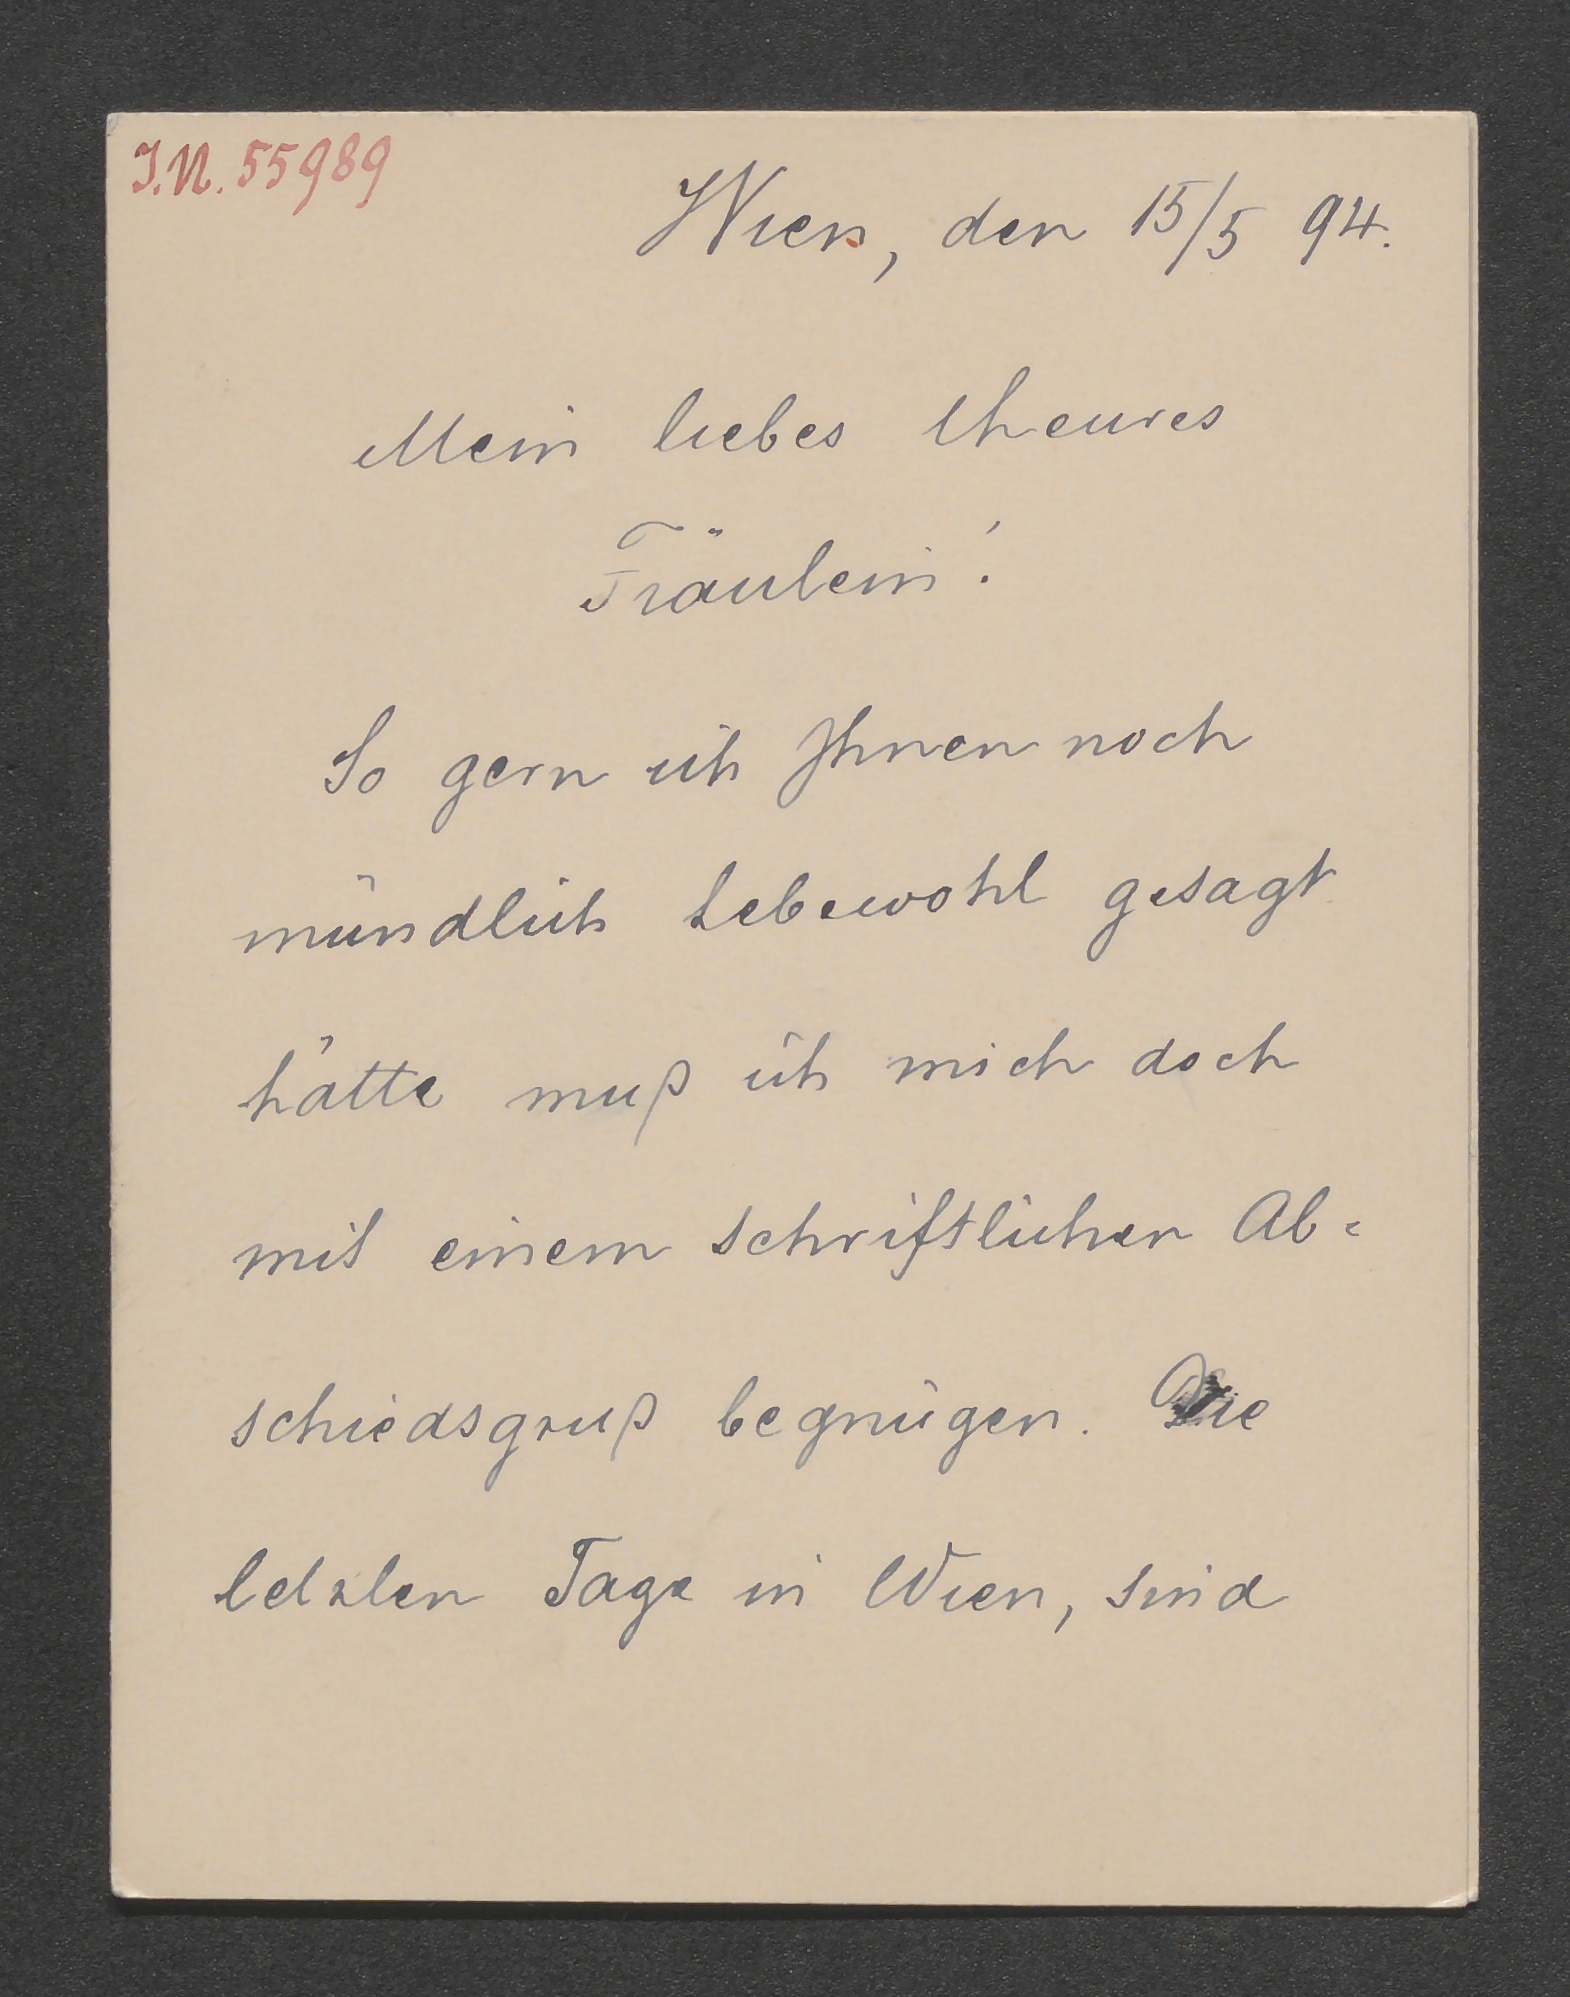 J.N. 55989
Wien, den 15/5 94.
Mein liebes theures
Fräulein!
So gern ich Ihnen noch
mündlich Lebewohl gesagt
hätte muß ich mich doch
mit einem schriftlichen Ab=
schiedsgruß begnügen. Die
letzten Tage in Wien, sind